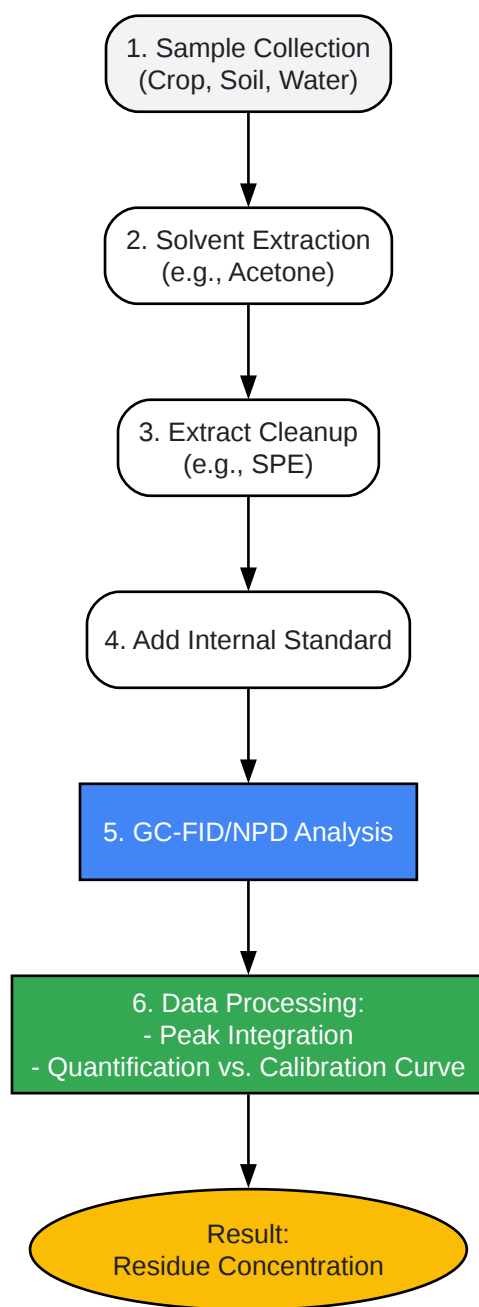 1. Sample Collection
(Crop, Soil, Water)
2. Solvent Extraction
(e.g., Acetone)
3. Extract Cleanup
(e.g., SPE)
4. Add Internal Standard
5. GC-FID/NPD Analysis
6. Data Processing:
- Peak Integration
- Quantification vs. Calibration Curve
Result:
Residue Concentration